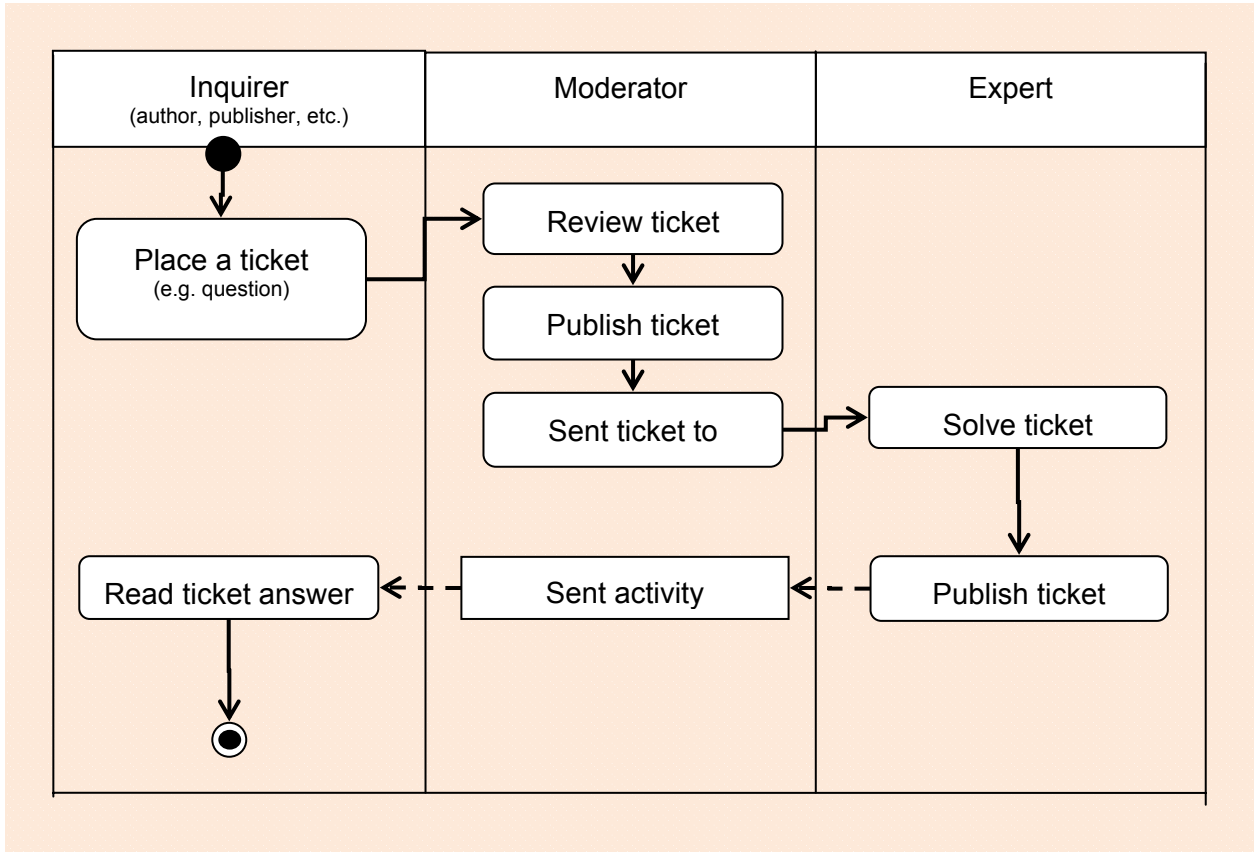 Inquirer
(author, publisher, etc.)
Moderator
Expert
Place a ticket
(e.g. question)
Review ticket
Publish ticket
Sent ticket to
Solve ticket
Read ticket answer
Sent activity
Publish ticket